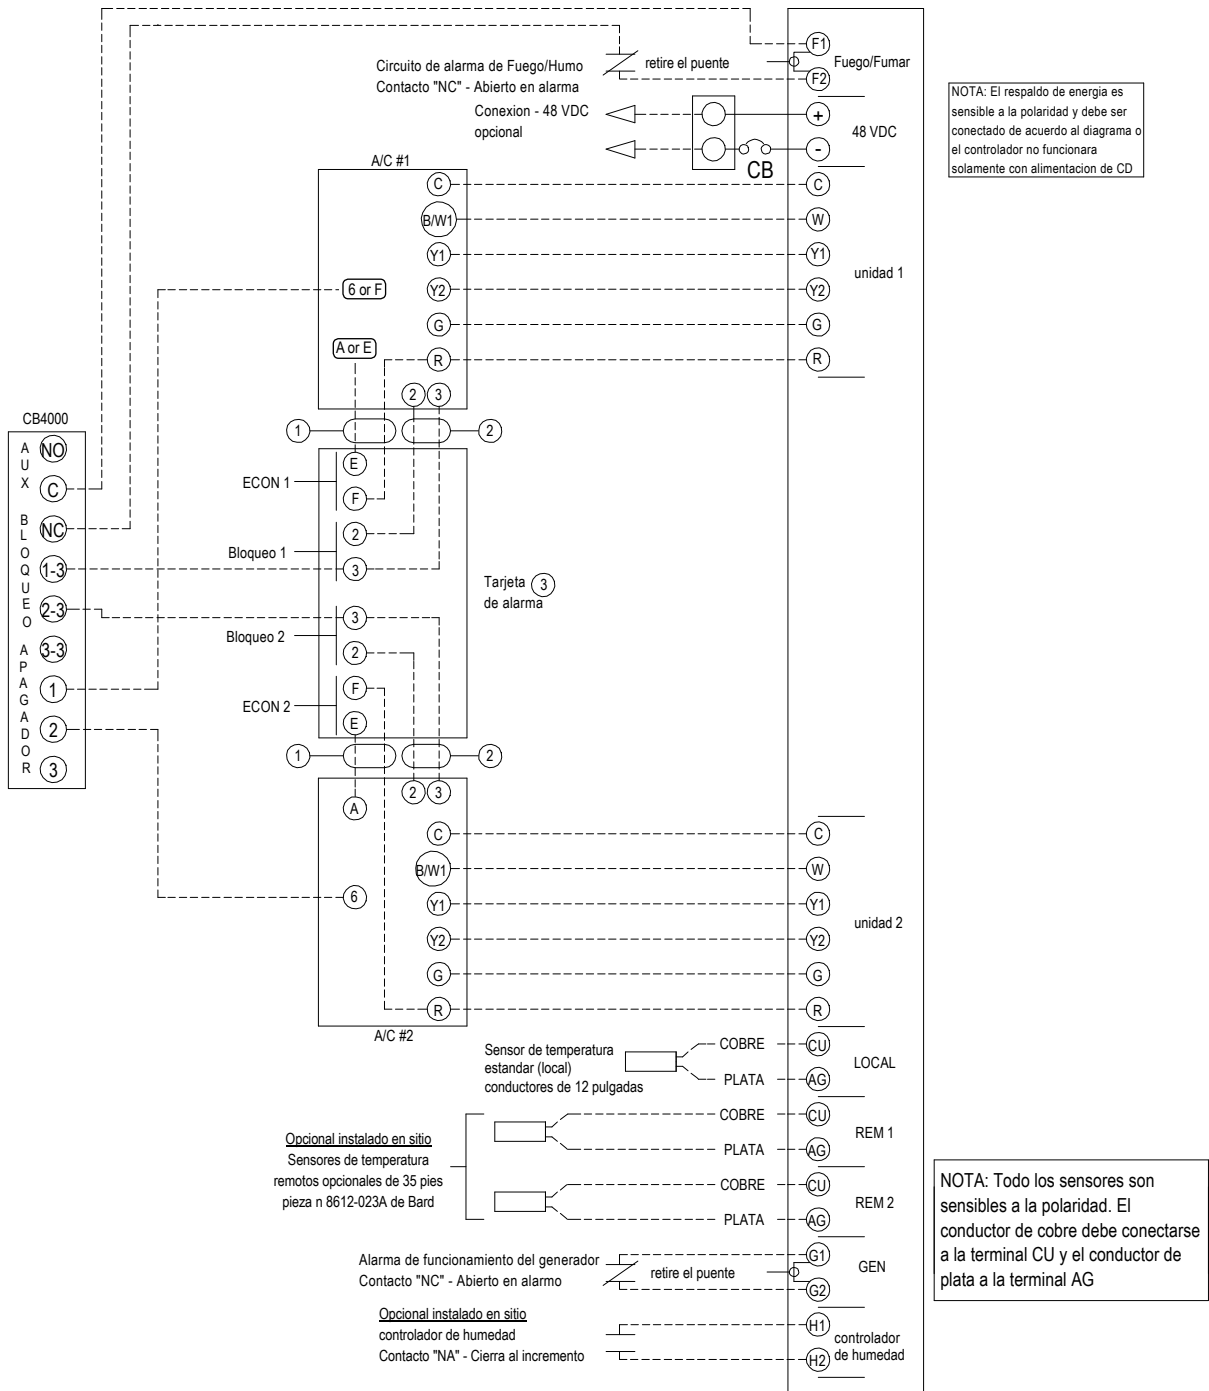 F1
Circuito de alarma de Fuego/Humo
Contacto "NC" - Abierto en alarma
retire el puente
Fuego/Fumar
F2
NOTA: El respaldo de energia es
sensible a la polaridad y debe ser
conectado de acuerdo al diagrama o
el controlador no funcionara
solamente con alimentacion de CD
Conexion - 48 VDC
opcional
+
48 VDC
-
CB
A/C #1
C
C
B/W1
W
Y1
Y1
unidad 1
6 or F
Y2
Y2
G
G
A or E
R
R
2
3
1
2
CB4000
AUX
BLOQUEO
APAGADOR
NO
C
NC
1-3
2-3
3-3
1
2
3
E
ECON 1
F
2
Bloqueo 1
3
Tarjeta
3
de alarma
3
Bloqueo 2
2
F
ECON 2
E
1
2
2
3
A
C
C
B/W1
W
6
Y1
Y1
unidad 2
Y2
Y2
G
G
R
R
A/C #2
Sensor de temperatura
estandar (local)
conductores de 12 pulgadas
COBRE
CU
LOCAL
PLATA
AG
COBRE
CU
REM 1
Opcional instalado en sitio
Sensores de temperatura
remotos opcionales de 35 pies
pieza n 8612-023A de Bard
PLATA
AG
COBRE
CU
REM 2
PLATA
AG
NOTA: Todo los sensores son
sensibles a la polaridad. El
conductor de cobre debe conectarse
a la terminal CU y el conductor de
plata a la terminal AG
Alarma de funcionamiento del generador
Contacto "NC" - Abierto en alarmo
retire el puente
G1
GEN
G2
Opcional instalado en sitio
controlador de humedad
Contacto "NA" - Cierra al incremento
H1
controlador
de humedad
H2